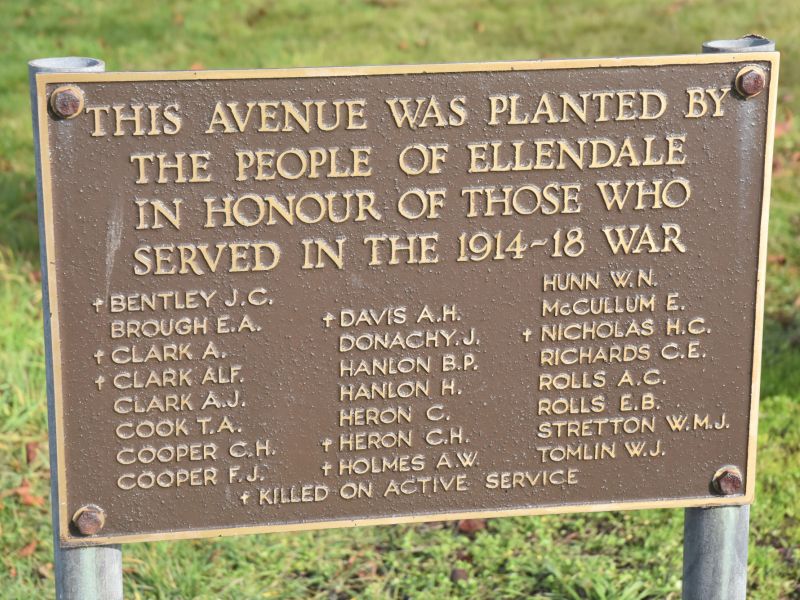 THIS AVENUE WAS PLANTED BY
THE PEOPLE OF ELLENDALE
IN HONOUR OF THOSE WHO
SERVED IN THE 1914~18 WAR
†BENTLEY J.C.
BROUGH E.A.
†CLARK A.
†CLARK ALF.
CLARK A.J.
COOK T.A.
COOPER C.H.
COOPER F.J.
†DAVIS A.H.
DONACHY.J.
HANLON B.P.
HANLON H.
HERON C.
†HERON C.H.
†HOLMES A.W.
HUNN W.N.
McCULLUM E.
†NICHOLAS H.C.
RICHARDS C.E.
ROLLS A.C.
ROLLS E.B.
STRETTON W.M.J.
TOMLIN W.J.
†KILLED ON ACTIVE SERVICE